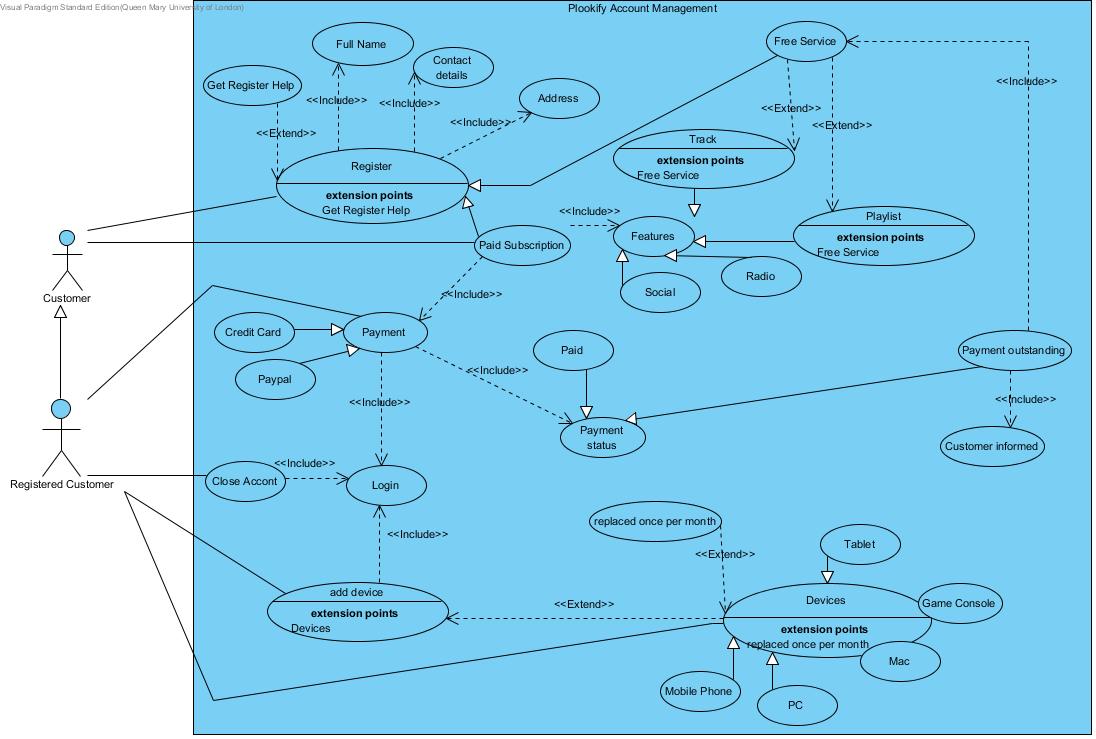 Visual Paradigm Standard Edition(Queen Mary University of London)
Plookify Account Management
Full Name
Free Service
Contact
details
Get Register Help
<<Include>>
<<Include>>
<<Include>>
Address
<<Extend>>
<<Include>>
<<Extend>>
<<Extend>>
Track
extension points
Free Service
Register
extension points
Get Register Help
<<Include>>
Playlist
extension points
Free Service
Features
Paid Subscription
Customer
Radio
Social
<<Include>>
Credit Card
Payment
Paid
Payment outstanding
Paypal
<<Include>>
<<Include>>
<<Include>>
Payment
status
Customer informed
<<Include>>
Close Accont
Login
Registered Customer
replaced once per month
<<Include>>
Tablet
<<Extend>>
add device
extension points
Devices
<<Extend>>
Devices
extension points
replaced once per month
Game Console
Mac
Mobile Phone
PC